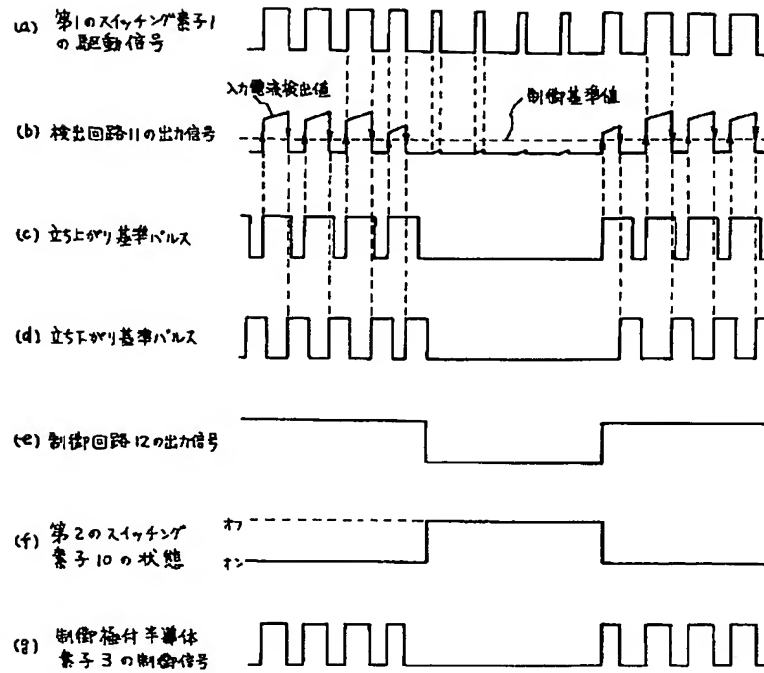 (a) 第1のスイッチング素子1
の駆動信号
入力電流検出値
制御基準値
(b) 検出回路11の出力信号
(c) 立ち上がり基準パルス
(d) 立ち下がり基準パルス
(e) 制御回路12の出力信号
(f) 第2のスイッチング
素子10の状態
オフ
オン
(g) 制御極付半導体
素子3の制御信号